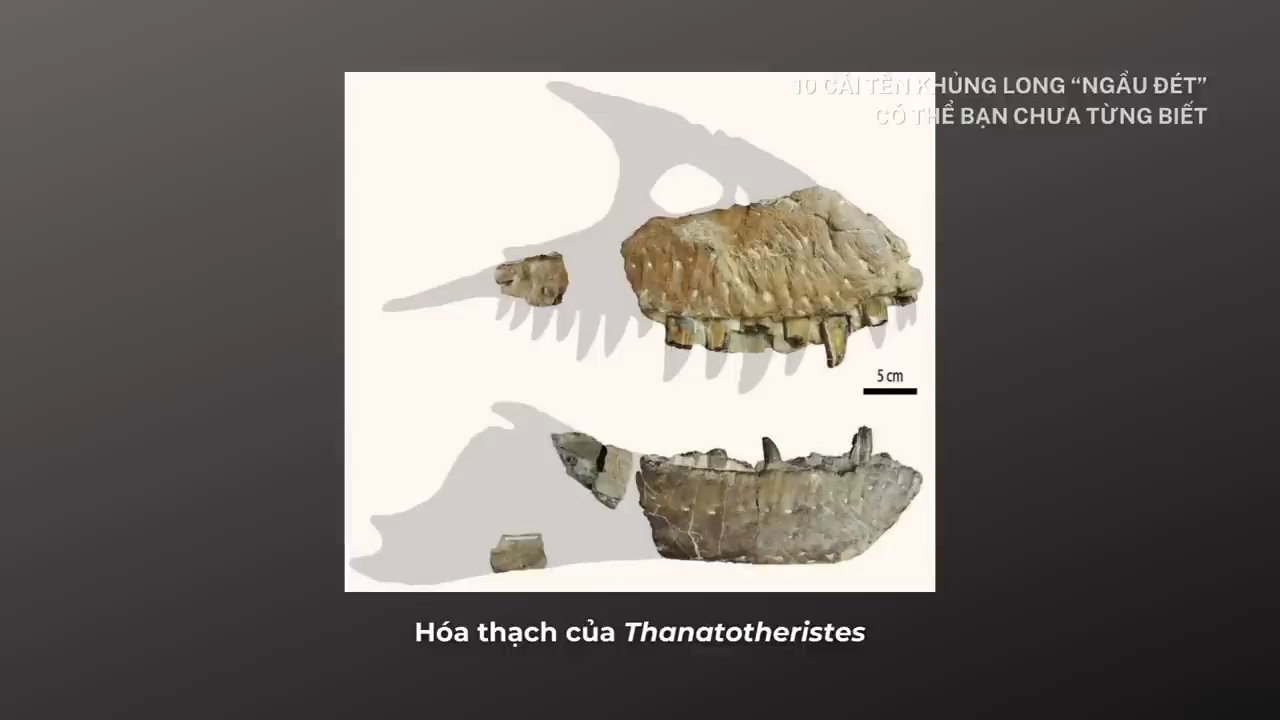 10 CÁI TÊN KHỦNG LONG “NGẦU ĐÉT”
CÓ THỂ BẠN CHƯA TỪNG BIẾT
5 cm
Hóa thạch của Thanatotheristes